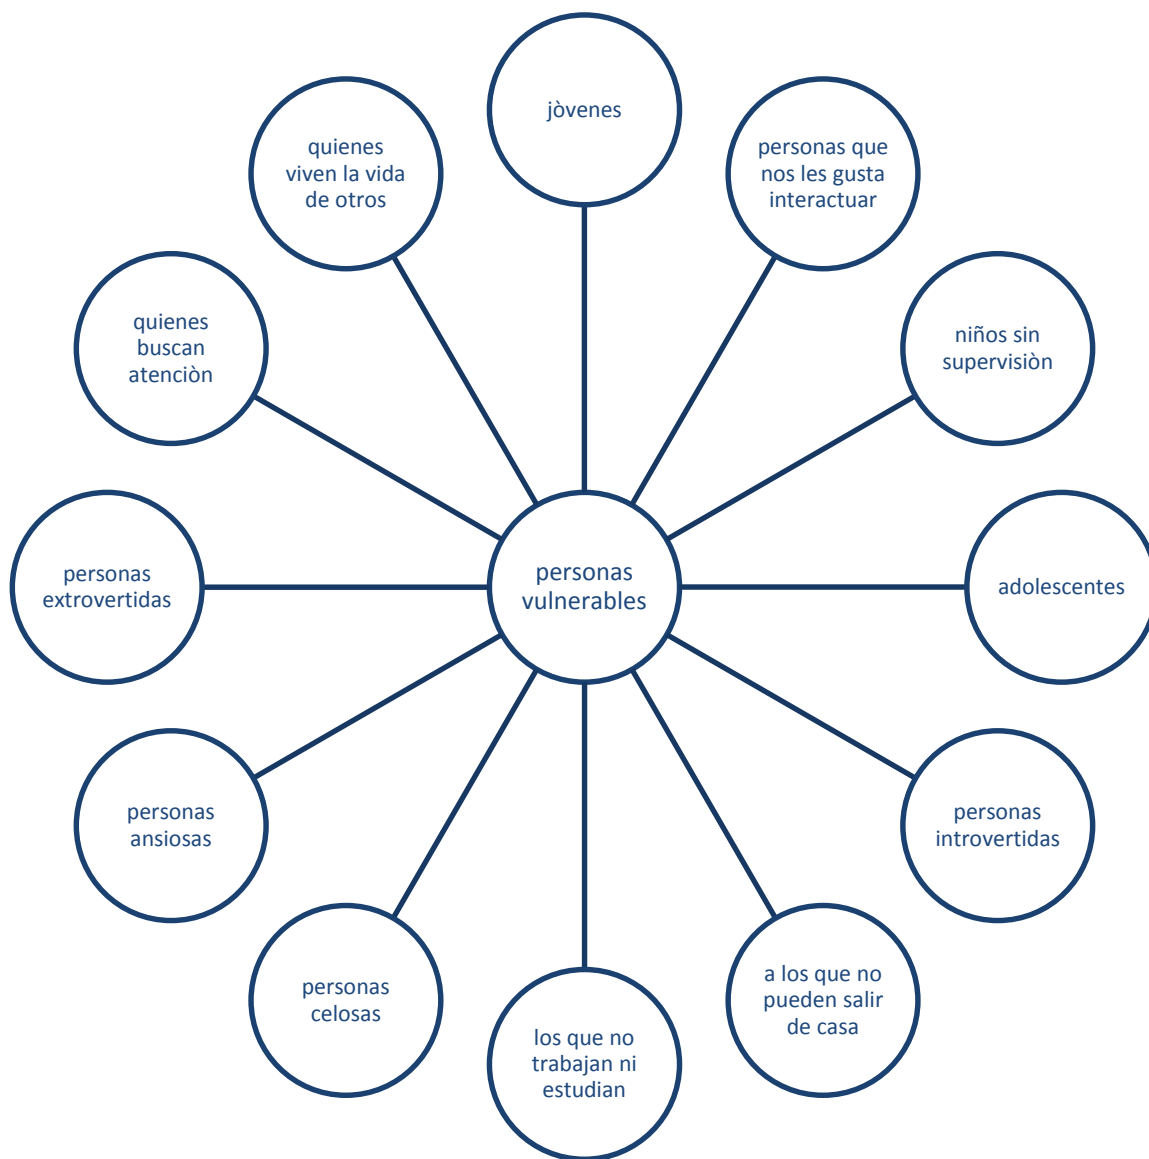 jòvenes
personas que
nos les gusta
interactuar
niños sin
supervisiòn
adolescentes
personas
introvertidas
a los que no
pueden salir
de casa
los que no
trabajan ni
estudian
personas
celosas
personas
ansiosas
personas
extrovertidas
quienes
buscan
atenciòn
quienes
viven la vida
de otros
personas
vulnerables